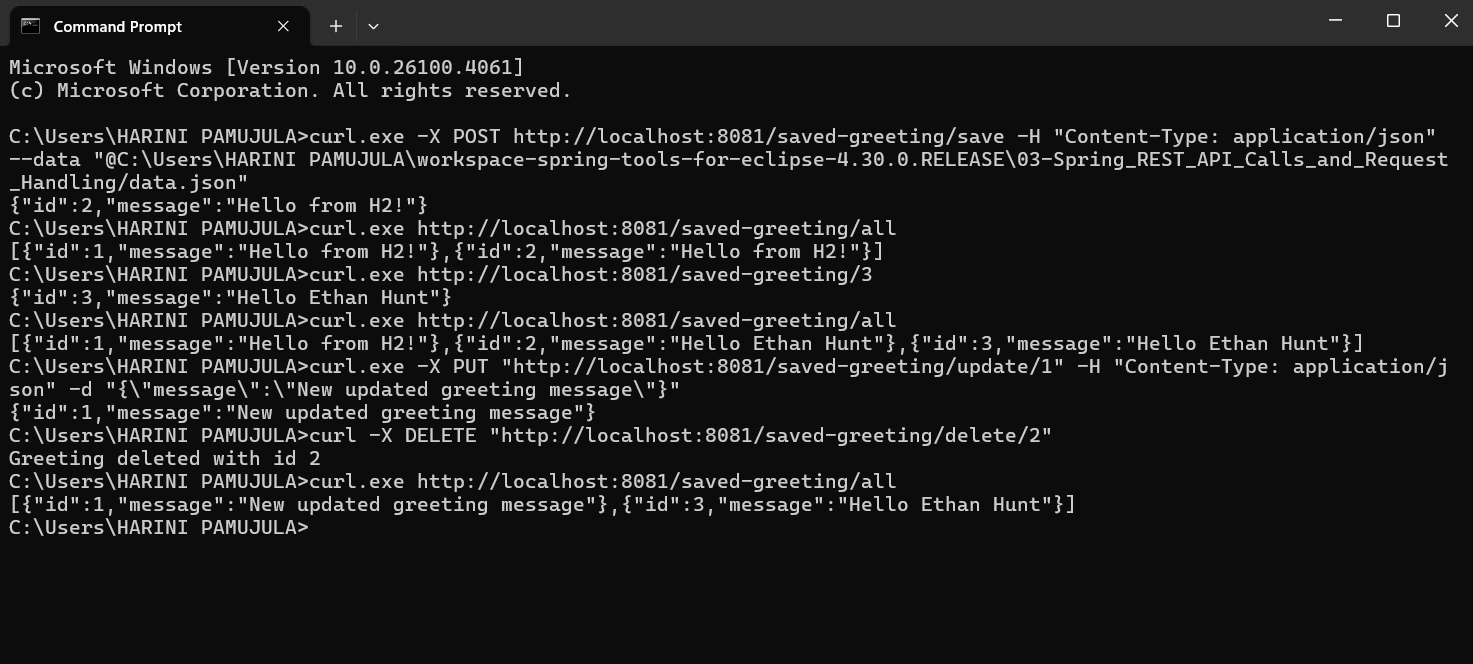 Command Prompt
Microsoft Windows [Version 10.0.26100.4061]
(c) Microsoft Corporation. All rights reserved.
C:\Users\HARINI PAMUJULA>curl.exe -X POST http://localhost:8081/saved-greeting/save -H "Content-Type: application/json"
--data "@C:\Users\HARINI PAMUJULA\workspace-spring-tools-for-eclipse-4.30.0.RELEASE\03-Spring_REST_API_Calls_and_Request
_Handling/data.json"
{"id":2,"message":"Hello from H2!"}
C:\Users\HARINI PAMUJULA>curl.exe http://localhost:8081/saved-greeting/all
[{"id":1,"message":"Hello from H2!"},{"id":2,"message":"Hello from H2!"}]
C:\Users\HARINI PAMUJULA>curl.exe http://localhost:8081/saved-greeting/3
{"id":3,"message":"Hello Ethan Hunt"}
C:\Users\HARINI PAMUJULA>curl.exe http://localhost:8081/saved-greeting/all
[{"id":1,"message":"Hello from H2!"},{"id":2,"message":"Hello Ethan Hunt"},{"id":3,"message":"Hello Ethan Hunt"}]
C:\Users\HARINI PAMUJULA>curl.exe -X PUT "http://localhost:8081/saved-greeting/update/1" -H "Content-Type: application/j
son" -d "{\"message\":\"New updated greeting message\"}"
{"id":1,"message":"New updated greeting message"}
C:\Users\HARINI PAMUJULA>curl -X DELETE "http://localhost:8081/saved-greeting/delete/2"
Greeting deleted with id 2
C:\Users\HARINI PAMUJULA>curl.exe http://localhost:8081/saved-greeting/all
[{"id":1,"message":"New updated greeting message"},{"id":3,"message":"Hello Ethan Hunt"}]
C:\Users\HARINI PAMUJULA>